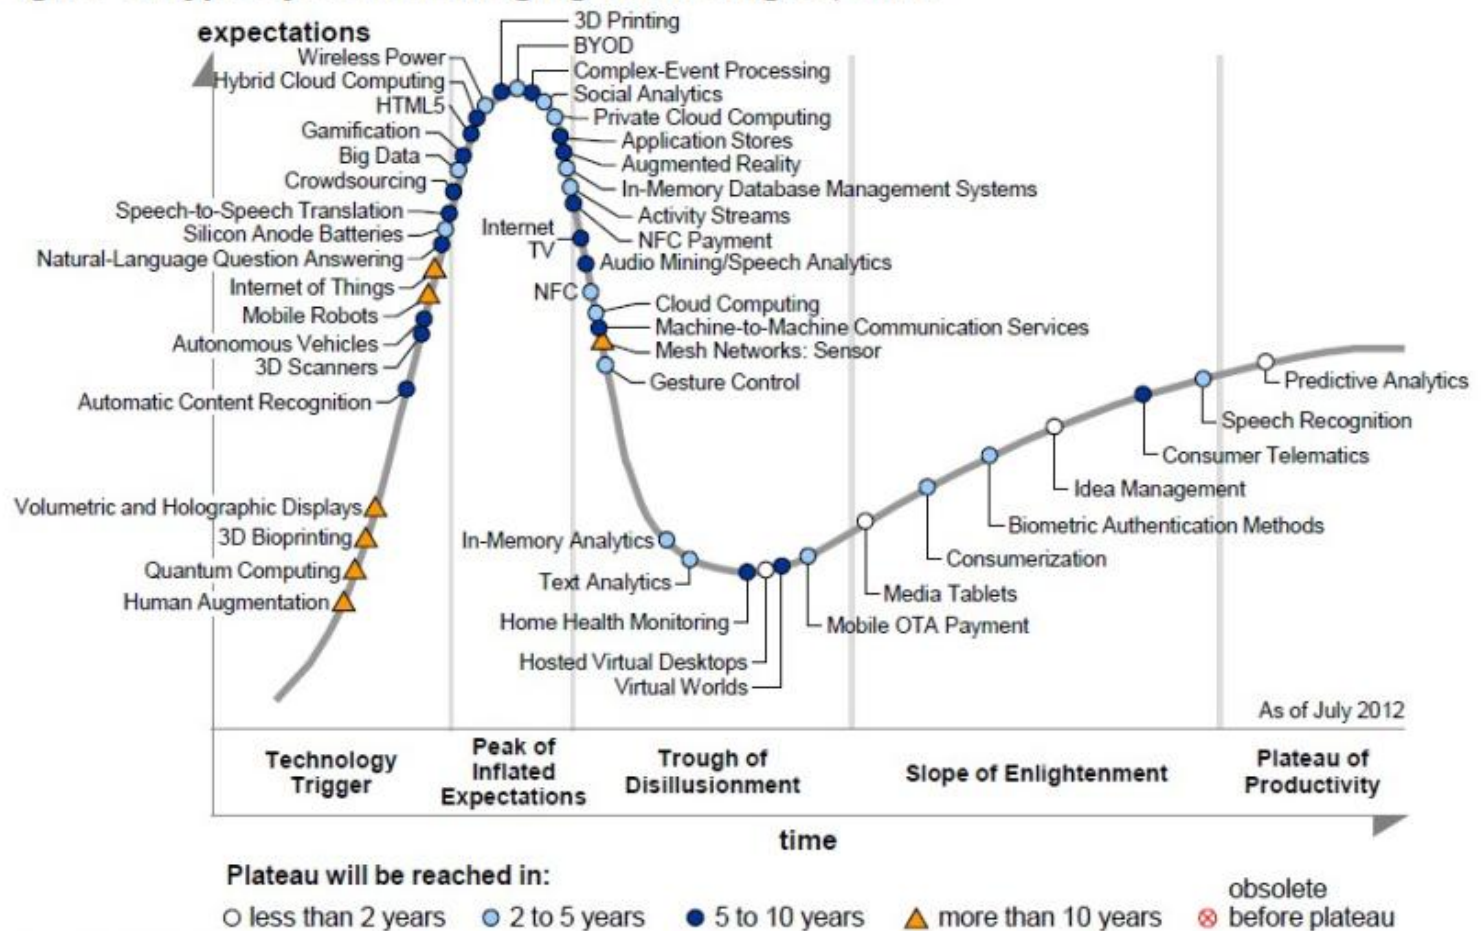 expectations
3D Printing
BYOD
Wireless Power
Complex-Event Processing
Hybrid Cloud Computing
Social Analytics
HTML5
Private Cloud Computing
Gamification
Application Stores
Big Data
Augmented Reality
Crowdsourcing
In-Memory Database Management Systems
Speech-to-Speech Translation
Activity Streams
Silicon Anode Batteries
Internet
TV
NFC Payment
Natural-Language Question Answering
Audio Mining/Speech Analytics
Internet of Things
NFC
Cloud Computing
Mobile Robots
Machine-to-Machine Communication Services
Autonomous Vehicles
Mesh Networks: Sensor
3D Scanners
Gesture Control
Automatic Content Recognition
Predictive Analytics
Speech Recognition
Consumer Telematics
Idea Management
Volumetric and Holographic Displays
Biometric Authentication Methods
3D Bioprinting
In-Memory Analytics
Consumerization
Quantum Computing
Text Analytics
Media Tablets
Human Augmentation
Home Health Monitoring
Mobile OTA Payment
Hosted Virtual Desktops
Virtual Worlds
As of July 2012
Technology
Trigger
Peak of
Inflated
Expectations
Trough of
Disillusionment
Slope of Enlightenment
Plateau of
Productivity
time
Plateau will be reached in:
less than 2 years
2 to 5 years
5 to 10 years
more than 10 years
obsolete
before plateau